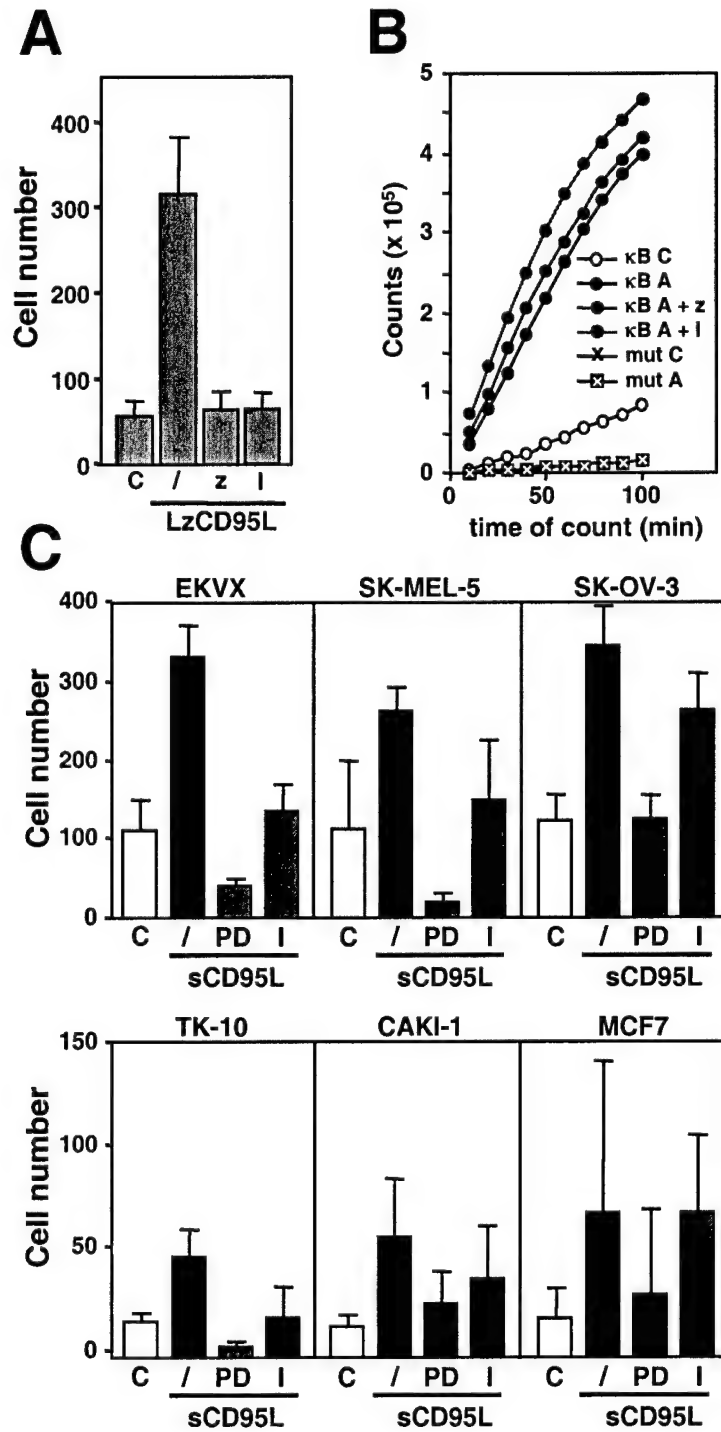 A
Cell number
400
300
200
100
0
C / z I
LzCD95L
B
Counts (x 10⁵)
5
4
3
2
1
0
κB C
κB A
κB A + z
κB A + I
mut C
mut A
50 100
time of count (min)
C
EKVX SK-MEL-5 SK-OV-3
Cell number
400
300
200
100
0
C / PD I C / PD I C / PD I
sCD95L sCD95L sCD95L
TK-10 CAKI-1 MCF7
Cell number
150
100
50
0
C / PD I C / PD I C / PD I
sCD95L sCD95L sCD95L